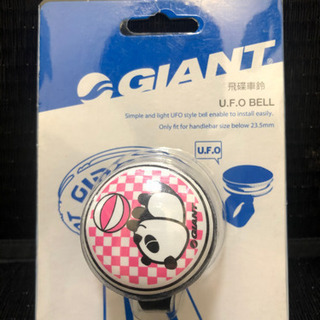 GIANT
飛碟車鈴
U.F.O BELL
Simple and light UFO style bell enable to install easily.
Only fit for handlebar size below 23.5mm
U.F.O
GIANT
GIANT